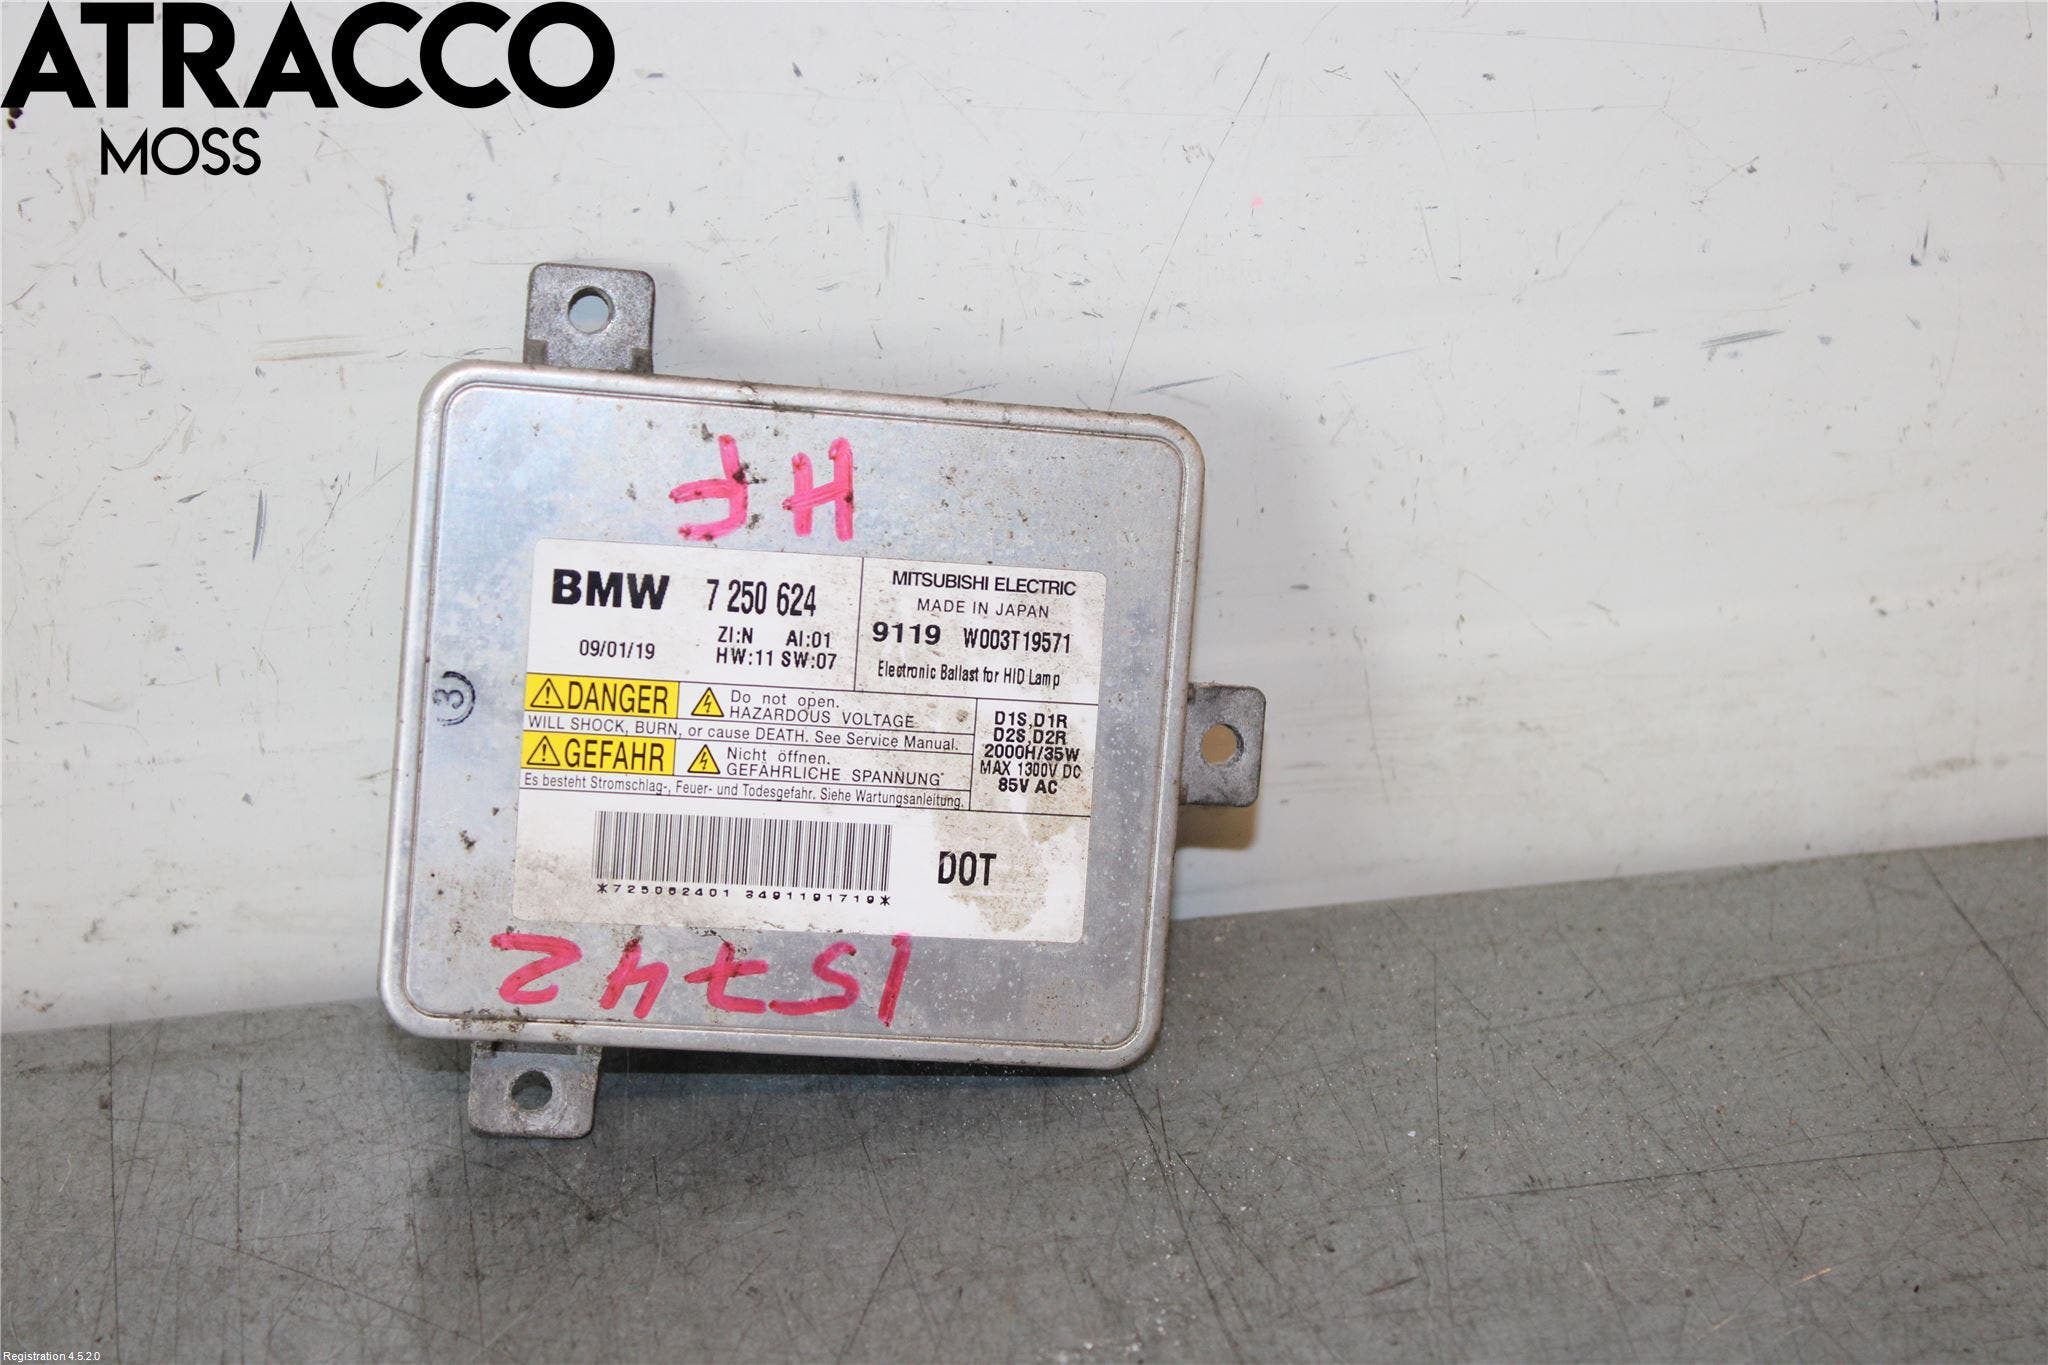 ATRACCO
MOSS
HF
BMW 7 250 624
09/01/19
ZI:N AI:01
HW:11 SW:07
MITSUBISHI ELECTRIC
MADE IN JAPAN
9119 W003T19571
Electronic Ballast for HID Lamp
3
DANGER
Do not open.
HAZARDOUS VOLTAGE
WILL SHOCK, BURN, or cause DEATH. See Service Manual.
GEFAHR
Nicht öffnen.
GEFÄHRLICHE SPANNUNG
Es besteht Stromschlag-, Feuer- und Todesgefahr. Siehe Wartungsanleitung.
D1S,D1R
D2S,D2R
2000H/35W
MAX 1300V DC
85V AC
*725062401 3491191719*
DOT
15742
Registration 4.5.2.0